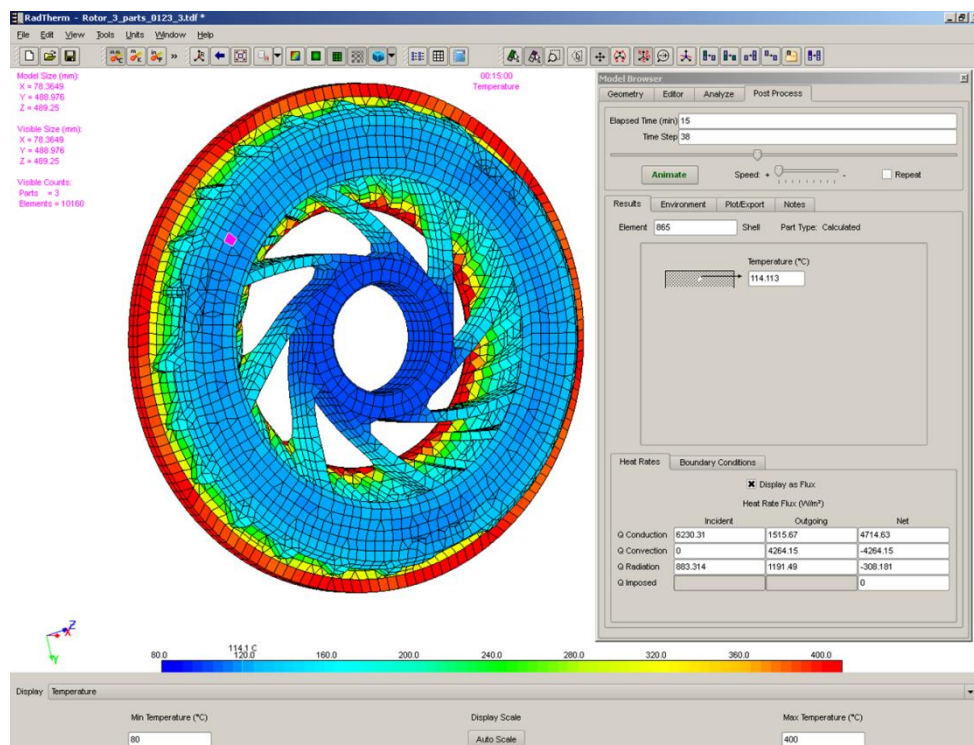 RadTherm - Rotor_3_parts_0123_3.tdf *
File Edit View Tools Units Window Help
Model Size (mm):
X = 78.3649
Y = 488.976
Z = 489.25
Visible Size (mm):
X = 78.3649
Y = 488.976
Z = 489.25
Visible Counts:
Parts = 3
Elements = 10160
00:15:00
Temperature
Model Browser
Geometry Editor Analyze Post Process
Elapsed Time (min) 15
Time Step 38
Animate Speed: + - Repeat
Results Environment Plot/Export Notes
Element 865 Shell Part Type: Calculated
Temperature (°C)
114.113
Heat Rates Boundary Conditions
Display as Flux
Heat Rate Flux (W/m²)
Incident Outgoing Net
Q Conduction 6230.31 1515.67 4714.63
Q Convection 0 4264.15 -4264.15
Q Radiation 883.314 1191.49 -308.181
Q Imposed 0
Z
X
Y
114.1 C
80.0 120.0 160.0 200.0 240.0 280.0 320.0 360.0 400.0
Display Temperature
Min Temperature (°C) Display Scale Max Temperature (°C)
80 Auto Scale 400